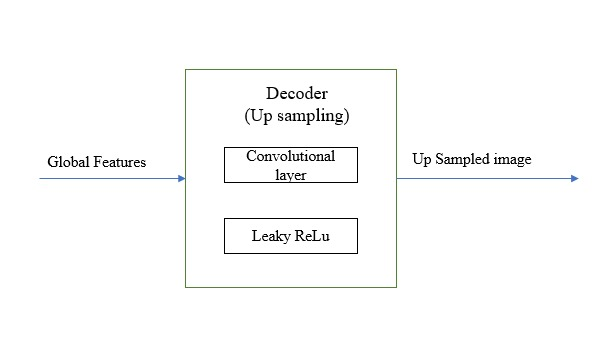 Decoder
(Up sampling)
Global Features
Convolutional
layer
Up Sampled image
Leaky ReLu